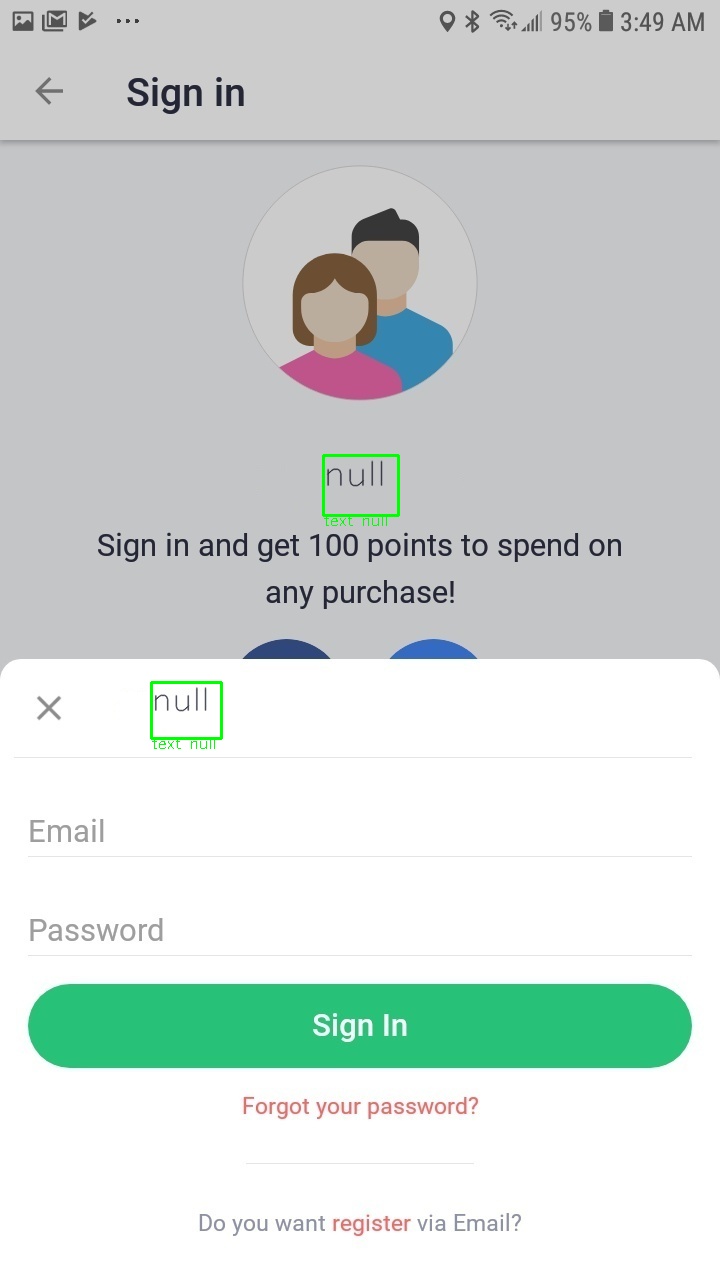 95% 3:49 AM
Sign in
null
text null
Sign in and get 100 points to spend on
any purchase!
null
text null
Email
Password
Sign In
Forgot your password?
Do you want register via Email?